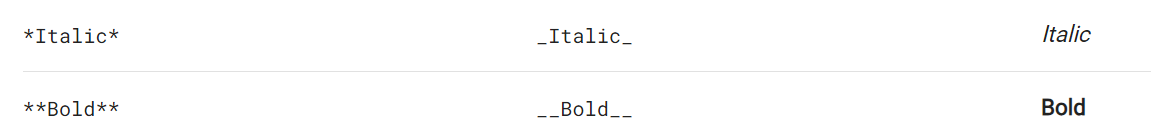 *Italic* _Italic_ Italic
**Bold** __Bold__ Bold